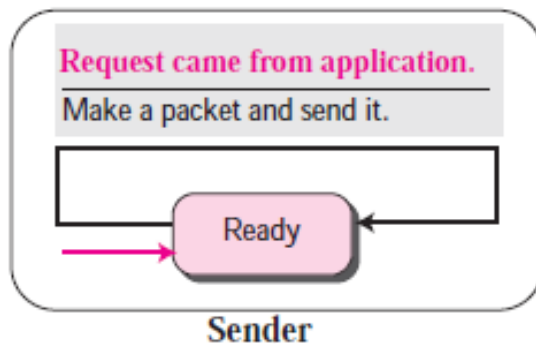 Request came from application.
Make a packet and send it.
Ready
Sender